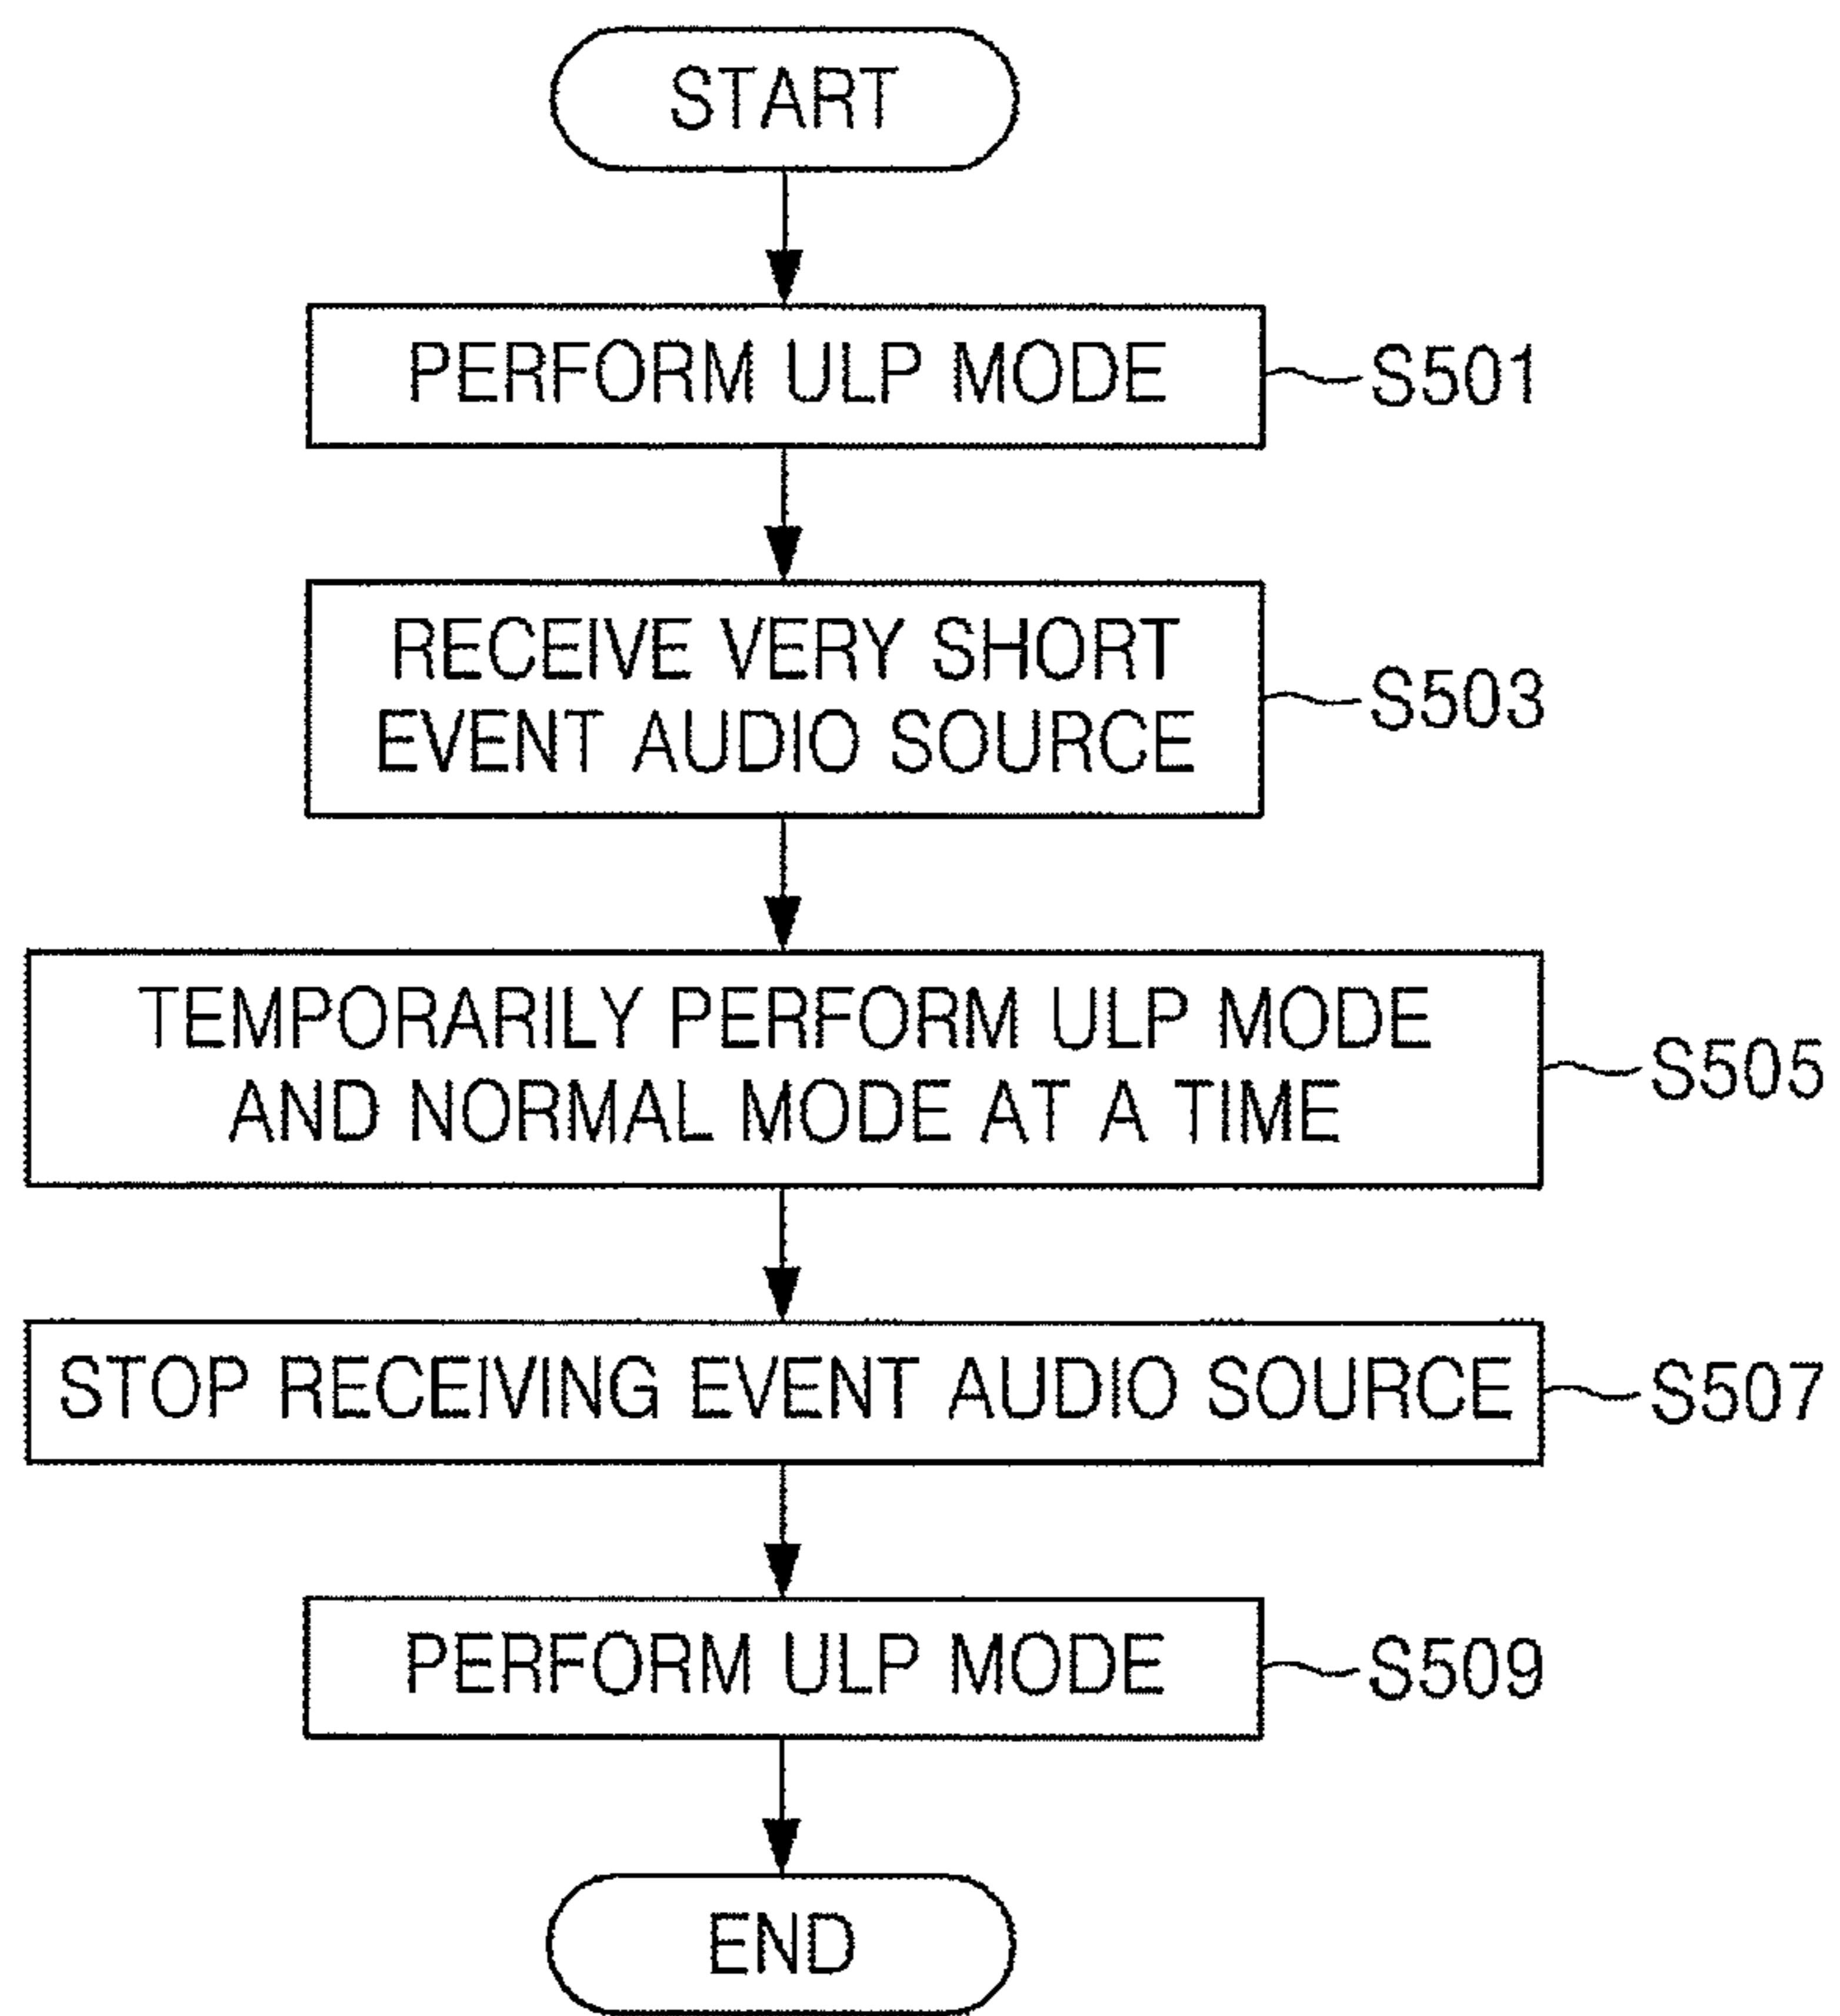 START
PERFORM ULP MODE
S501
RECEIVE VERY SHORT
EVENT AUDIO SOURCE
S503
TEMPORARILY PERFORM ULP MODE
AND NORMAL MODE AT A TIME
S505
STOP RECEIVING EVENT AUDIO SOURCE
S507
PERFORM ULP MODE
S509
END